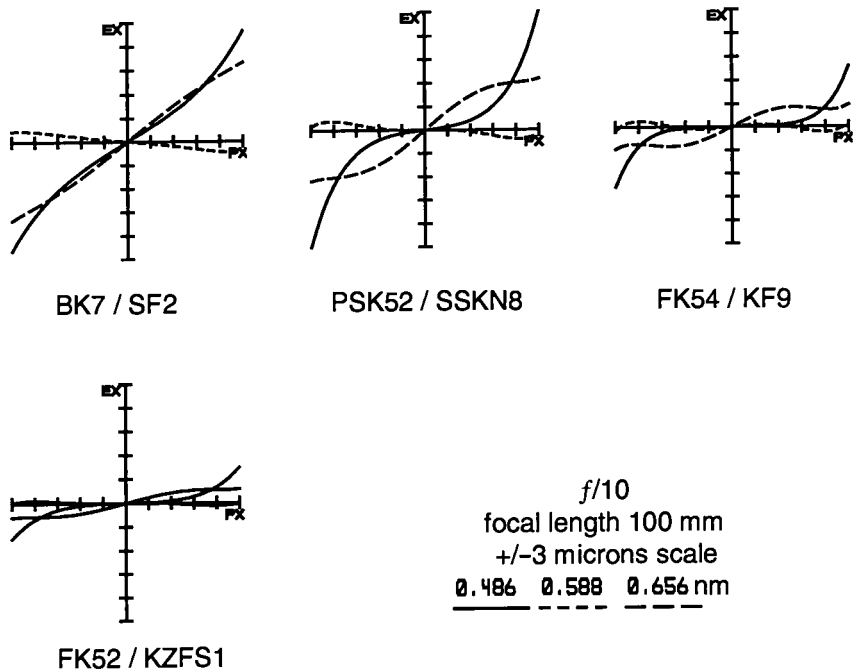 EX
PX
BK7 / SF2
EX
PX
PSK52 / SSKN8
EX
PX
FK54 / KF9
EX
PX
FK52 / KZFS1
f/10
focal length 100 mm
+/–3 microns scale
0.486 0.588 0.656 nm